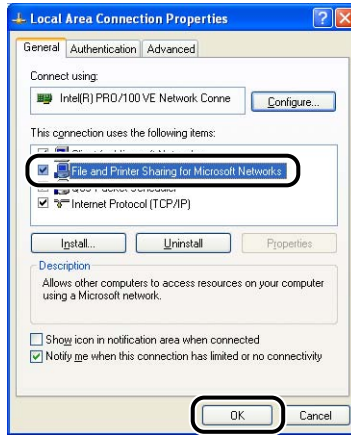 Local Area Connection Properties
General Authentication Advanced
Connect using:
Intel(R) PRO/100 VE Network Conne Configure...
This connection uses the following items:
File and Printer Sharing for Microsoft Networks
QoS Packet Scheduler
Internet Protocol (TCP/IP)
Install... Uninstall Properties
Description
Allows other computers to access resources on your computer
using a Microsoft network.
Show icon in notification area when connected
Notify me when this connection has limited or no connectivity
OK Cancel